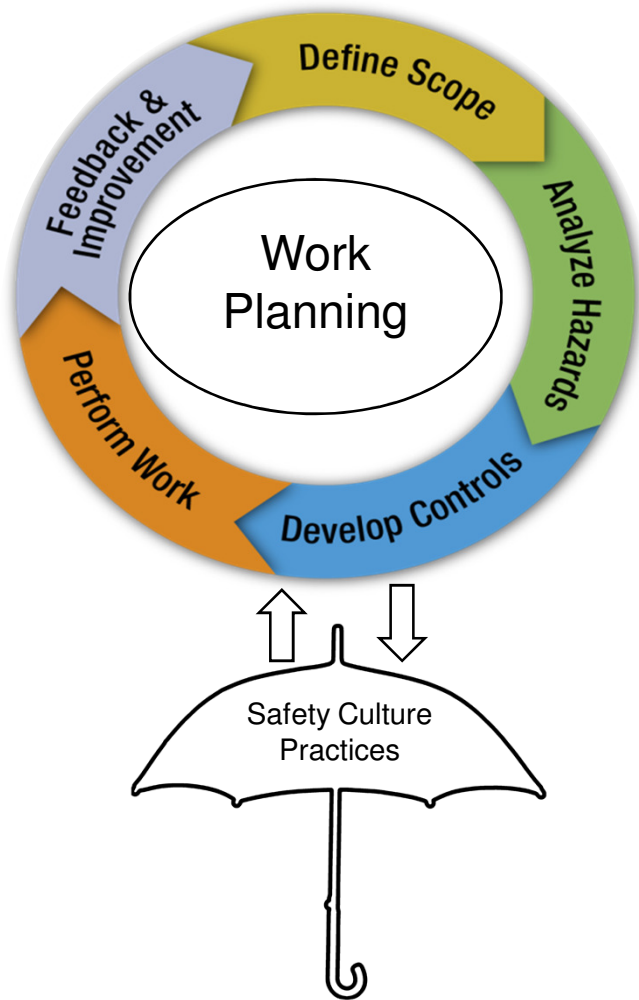 Define Scope
Analyze Hazards
Develop Controls
Perform Work
Feedback &
Improvement
Work
Planning
Safety Culture
Practices